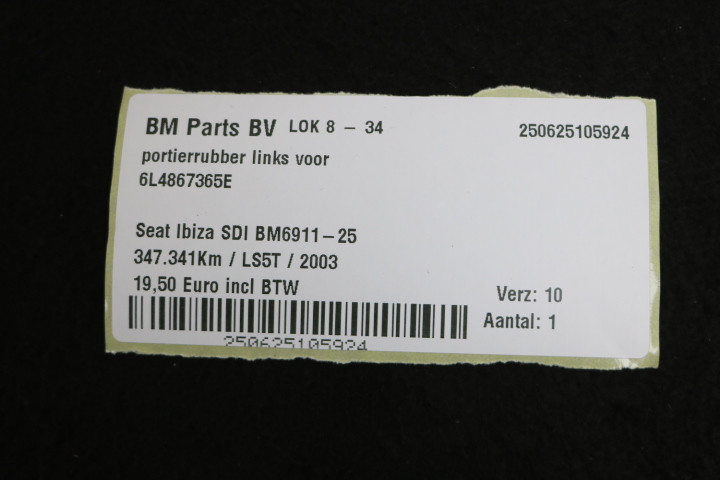 BM Parts BV LOK 8 - 34 250625105924
portierrubber links voor
6L4867365E
Seat Ibiza SDI BM6911-25
347.341Km / LS5T / 2003
19,50 Euro incl BTW
Verz: 10
Aantal: 1
250625105924